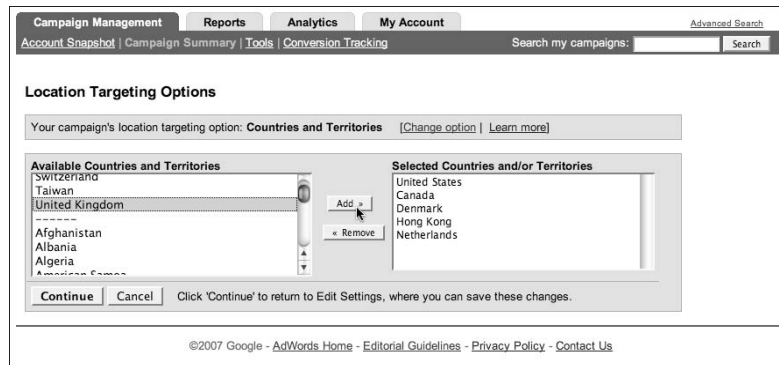 Campaign Management Reports Analytics My Account Advanced Search
Account Snapshot | Campaign Summary | Tools | Conversion Tracking Search my campaigns: Search
Location Targeting Options
Your campaign's location targeting option: Countries and Territories [Change option | Learn more]
Available Countries and Territories Selected Countries and/or Territories
Switzerland
Taiwan
United Kingdom
------
Afghanistan
Albania
Algeria
American Samoa
Add »
« Remove
United States
Canada
Denmark
Hong Kong
Netherlands
Continue Cancel Click 'Continue' to return to Edit Settings, where you can save these changes.
©2007 Google - AdWords Home - Editorial Guidelines - Privacy Policy - Contact Us